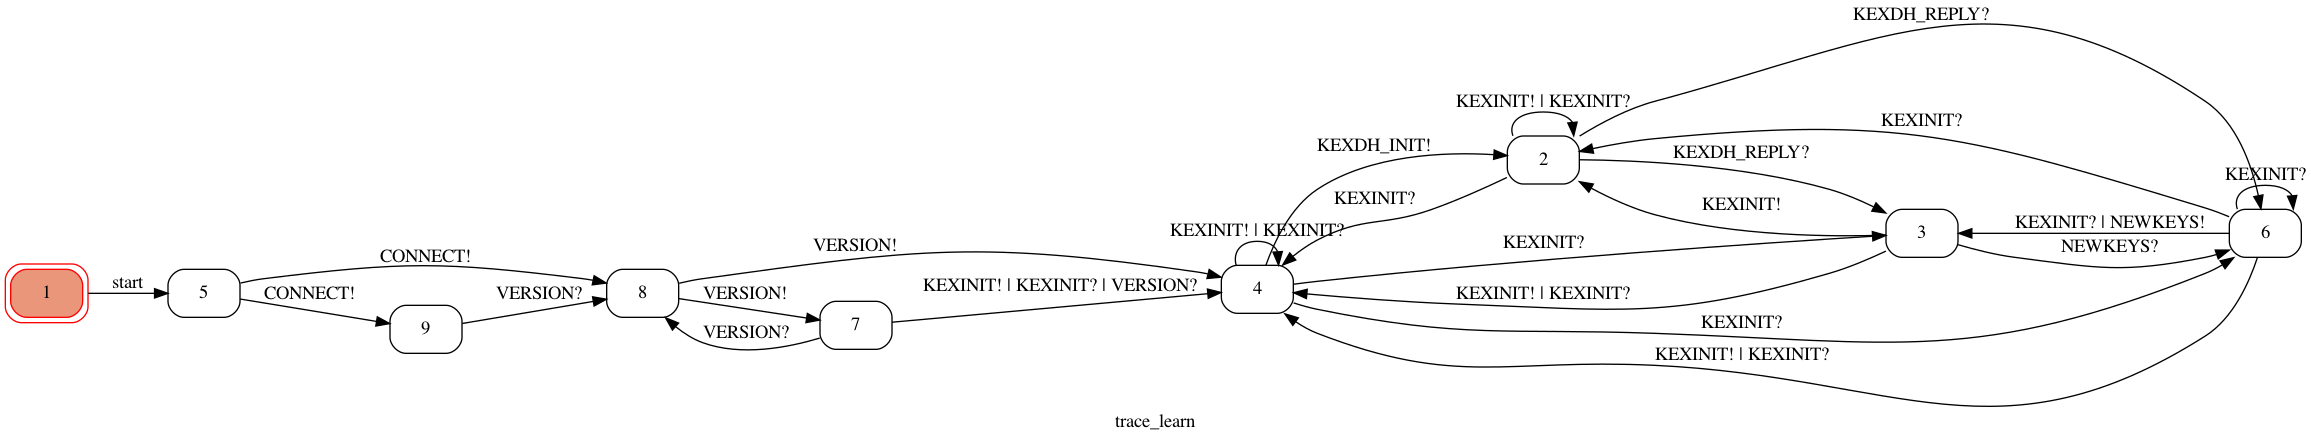 1
start
5
CONNECT!
CONNECT!
9
VERSION?
8
VERSION!
VERSION!
VERSION?
7
KEXINIT! | KEXINIT? | VERSION?
KEXINIT! | KEXINIT?
4
KEXDH_INIT!
KEXINIT?
KEXINIT! | KEXINIT?
2
KEXDH_REPLY?
KEXINIT?
KEXDH_REPLY?
KEXINIT!
KEXINIT?
KEXINIT! | KEXINIT?
KEXINIT?
KEXINIT! | KEXINIT?
3
KEXINIT? | NEWKEYS!
NEWKEYS?
KEXINIT?
6
trace_learn